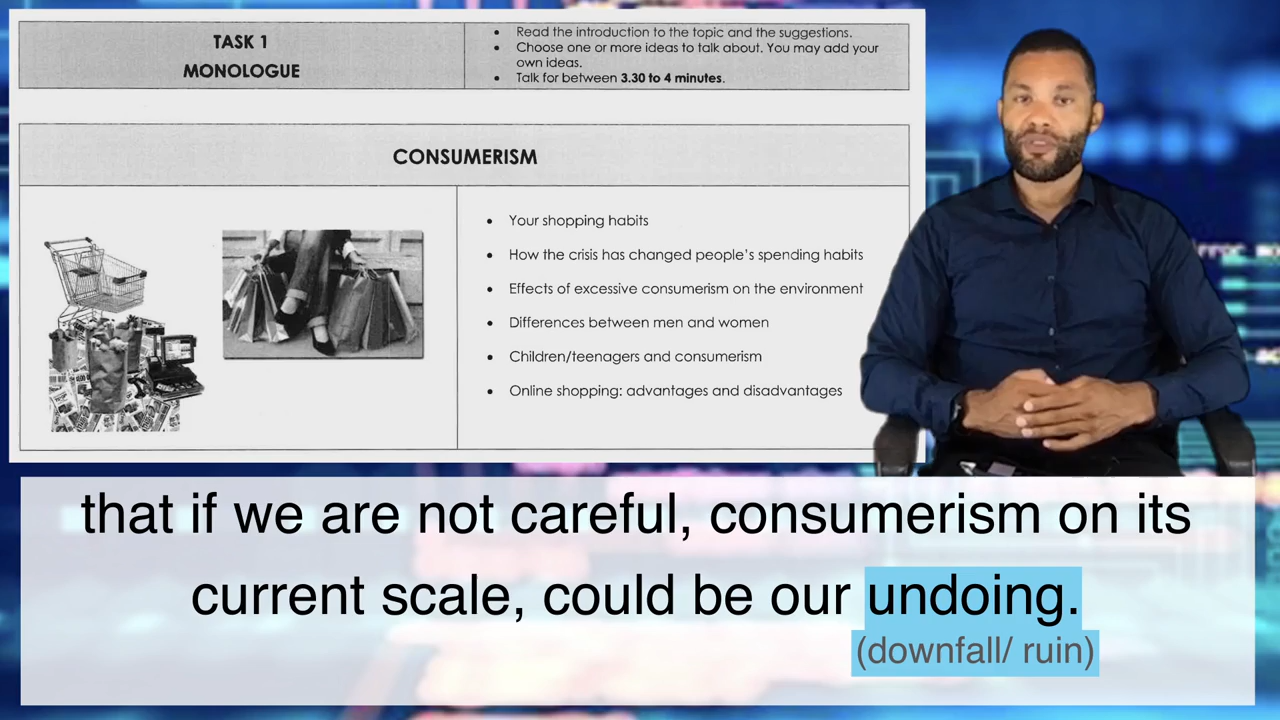 TASK 1
MONOLOGUE
• Read the introduction to the topic and the suggestions.
• Choose one or more ideas to talk about. You may add your
own ideas.
• Talk for between 3.30 to 4 minutes.
CONSUMERISM
• Your shopping habits
• How the crisis has changed people's spending habits
• Effects of excessive consumerism on the environment
• Differences between men and women
• Children/teenagers and consumerism
• Online shopping: advantages and disadvantages
that if we are not careful, consumerism on its
current scale, could be our undoing.
(downfall/ ruin)